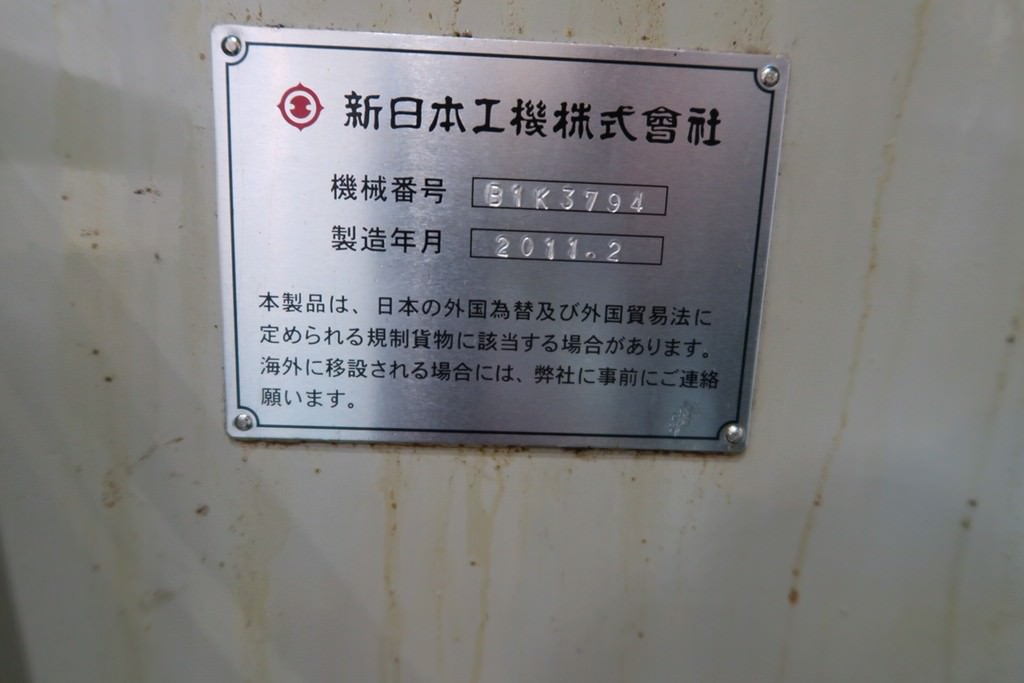 新日本工機株式會社
機械番号 B1K3794
製造年月 2011.2
本製品は、日本の外国為替及び外国貿易法に
定められる規制貨物に該当する場合があります。
海外に移設される場合には、弊社に事前にご連絡
願います。